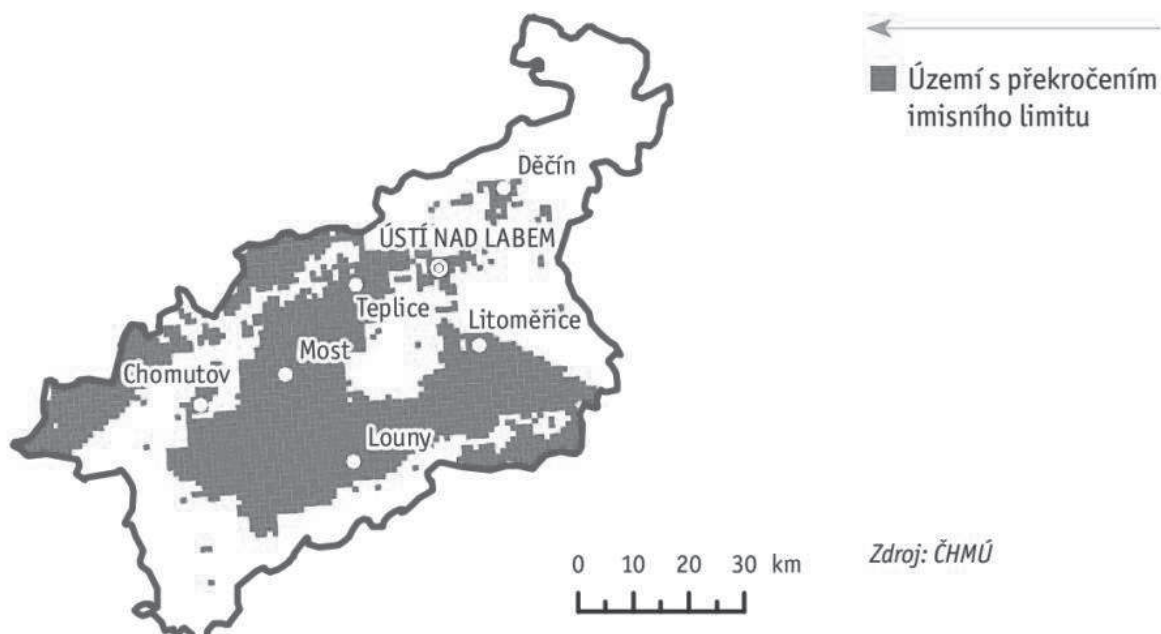 Území s překročením
imisního limitu
Děčín
ÚSTÍ NAD LABEM
Teplice
Litoměřice
Most
Chomutov
Louny
0 10 20 30 km
Zdroj: ČHMÚ